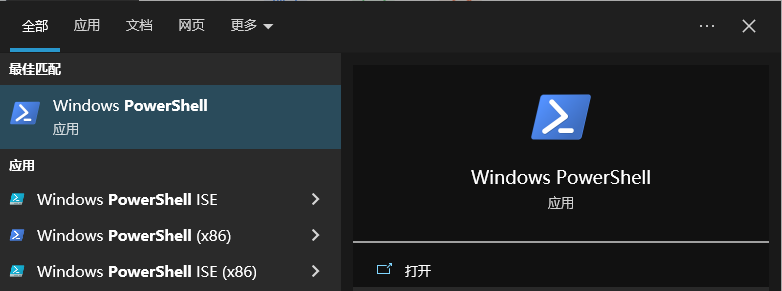 全部 应用 文档 网页 更多
最佳匹配
Windows PowerShell
应用
应用
Windows PowerShell ISE
Windows PowerShell (x86)
Windows PowerShell ISE (x86)
Windows PowerShell
应用
打开